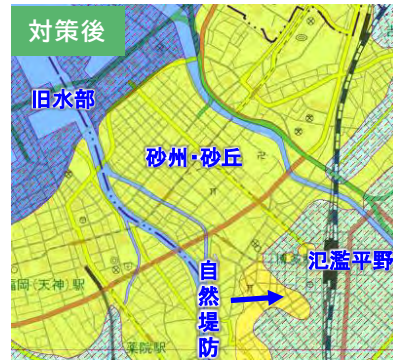 対策後
旧水部
砂州・砂丘
氾濫平野
自然堤防
福岡(天神)駅
薬院駅